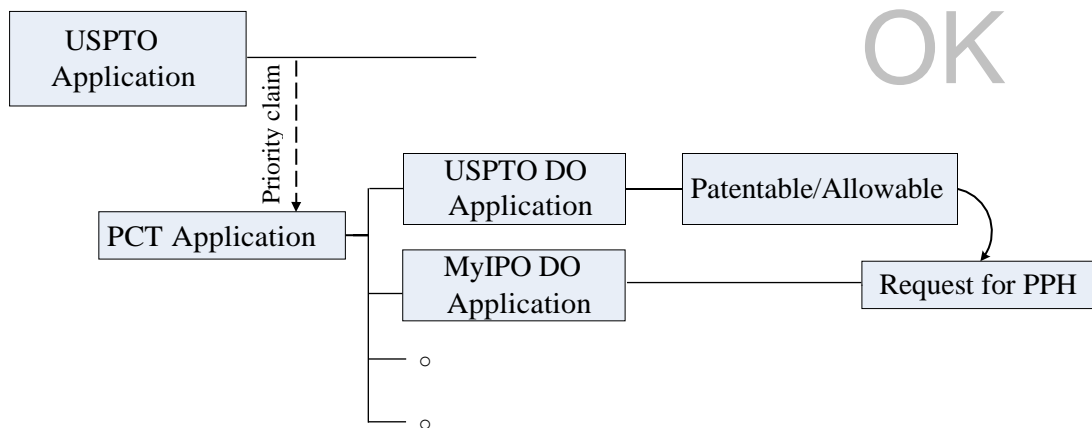 USPTO
Application
OK
Priority claim
USPTO DO
Application
Patentable/Allowable
PCT Application
MyIPO DO
Application
Request for PPH